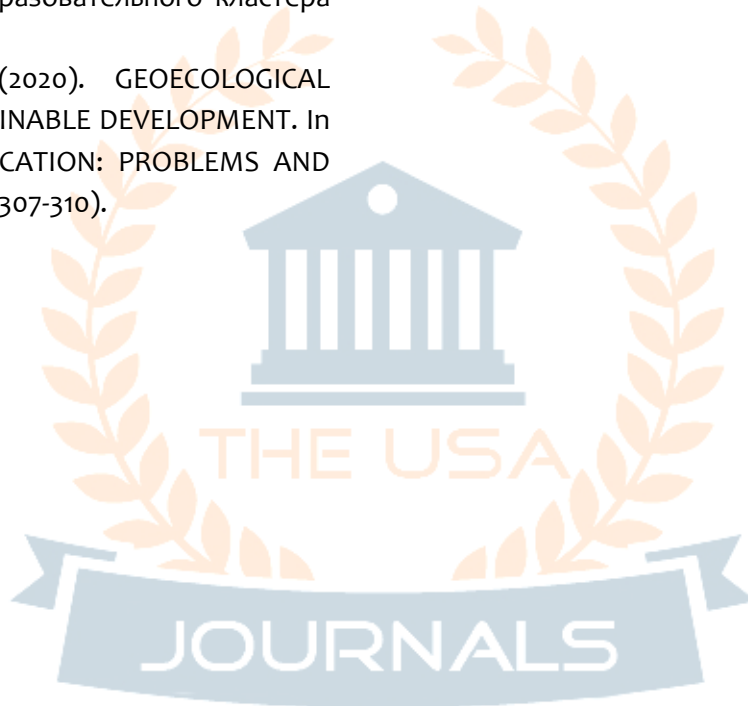 разовательного кластера
(2020). GEOECOLOGICAL
INABLE DEVELOPMENT. In
CATION: PROBLEMS AND
307-310).
THE USA
JOURNALS